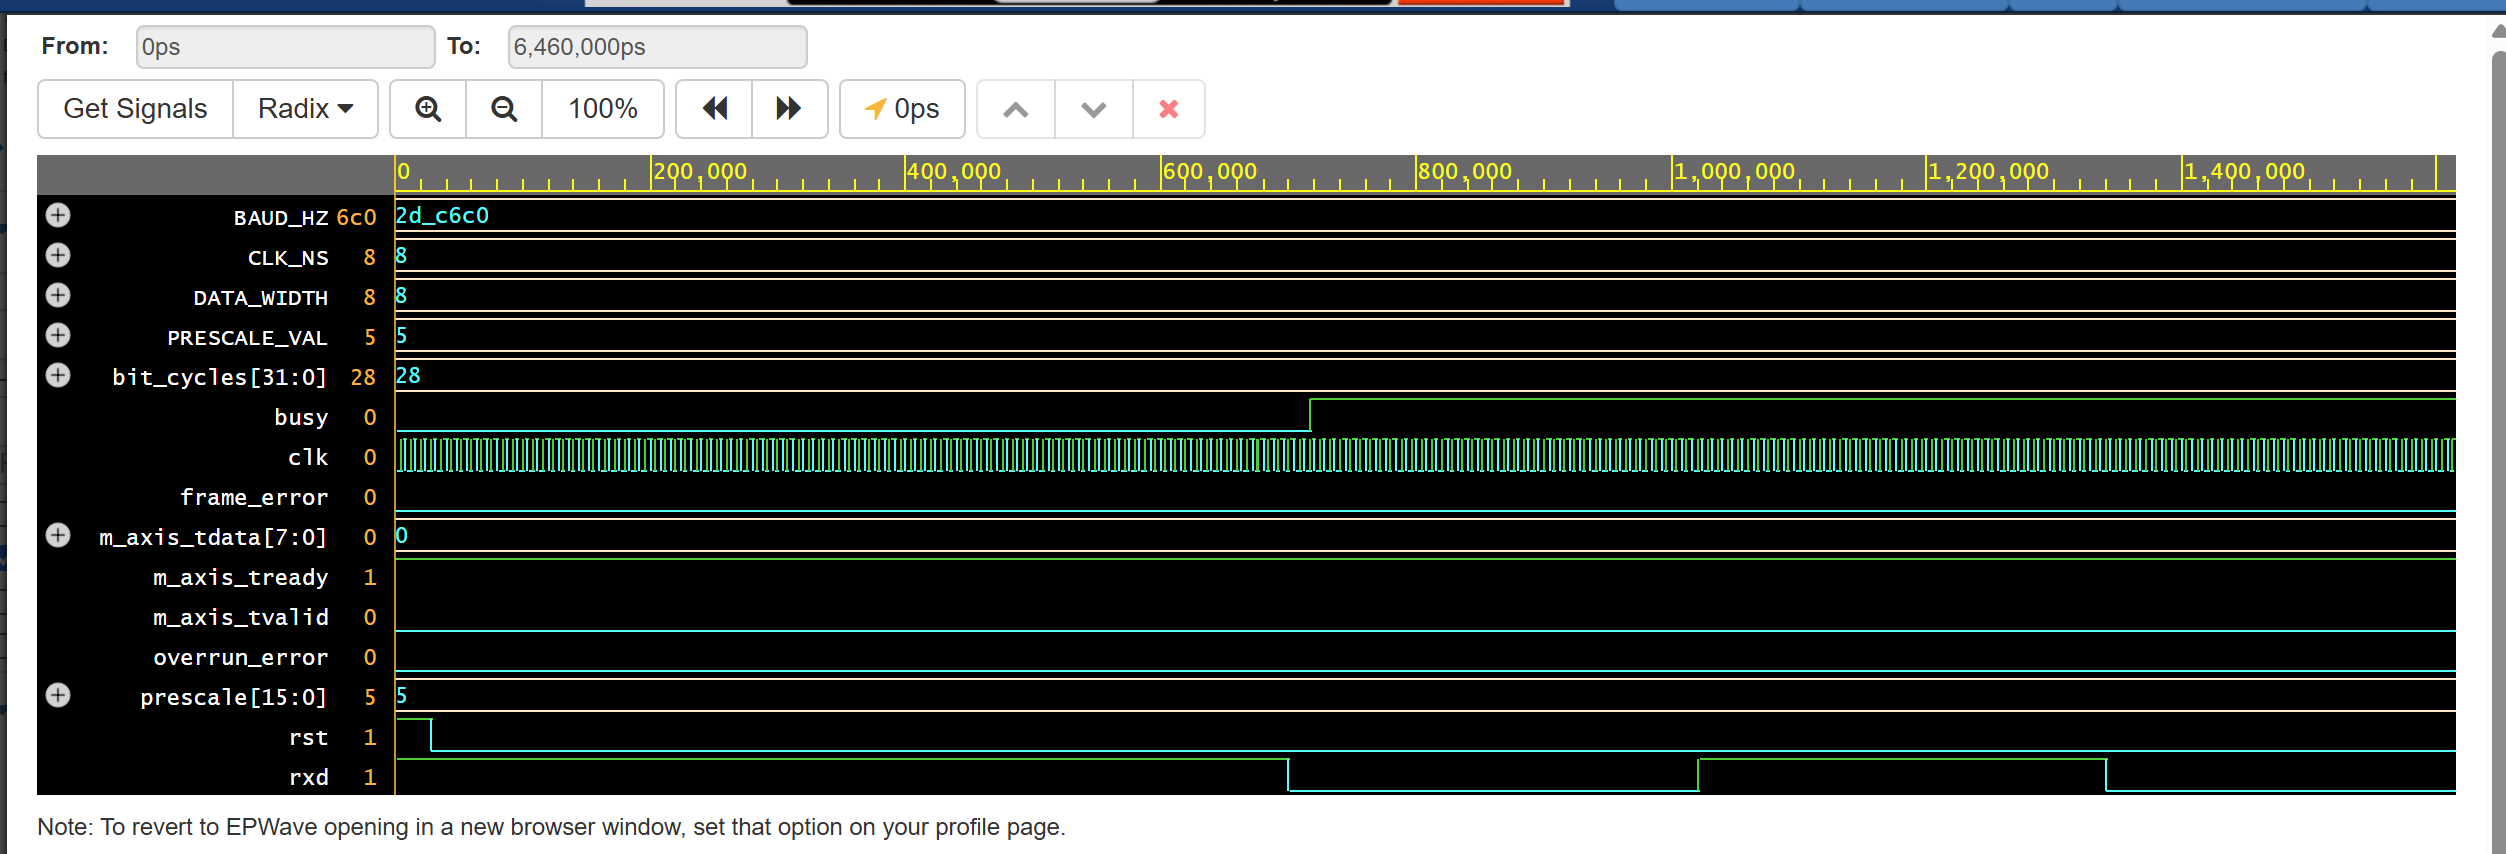 From: 0ps To: 6,460,000ps
Get Signals Radix 100% 0ps
0 200,000 400,000 600,000 800,000 1,000,000 1,200,000 1,400,000
BAUD_HZ 6c0 2d_c6c0
CLK_NS 8 8
DATA_WIDTH 8 8
PRESCALE_VAL 5 5
bit_cycles[31:0] 28 28
busy 0
clk 0
frame_error 0
m_axis_tdata[7:0] 0 0
m_axis_tready 1
m_axis_tvalid 0
overrun_error 0
prescale[15:0] 5 5
rst 1
rxd 1
Note: To revert to EPWave opening in a new browser window, set that option on your profile page.